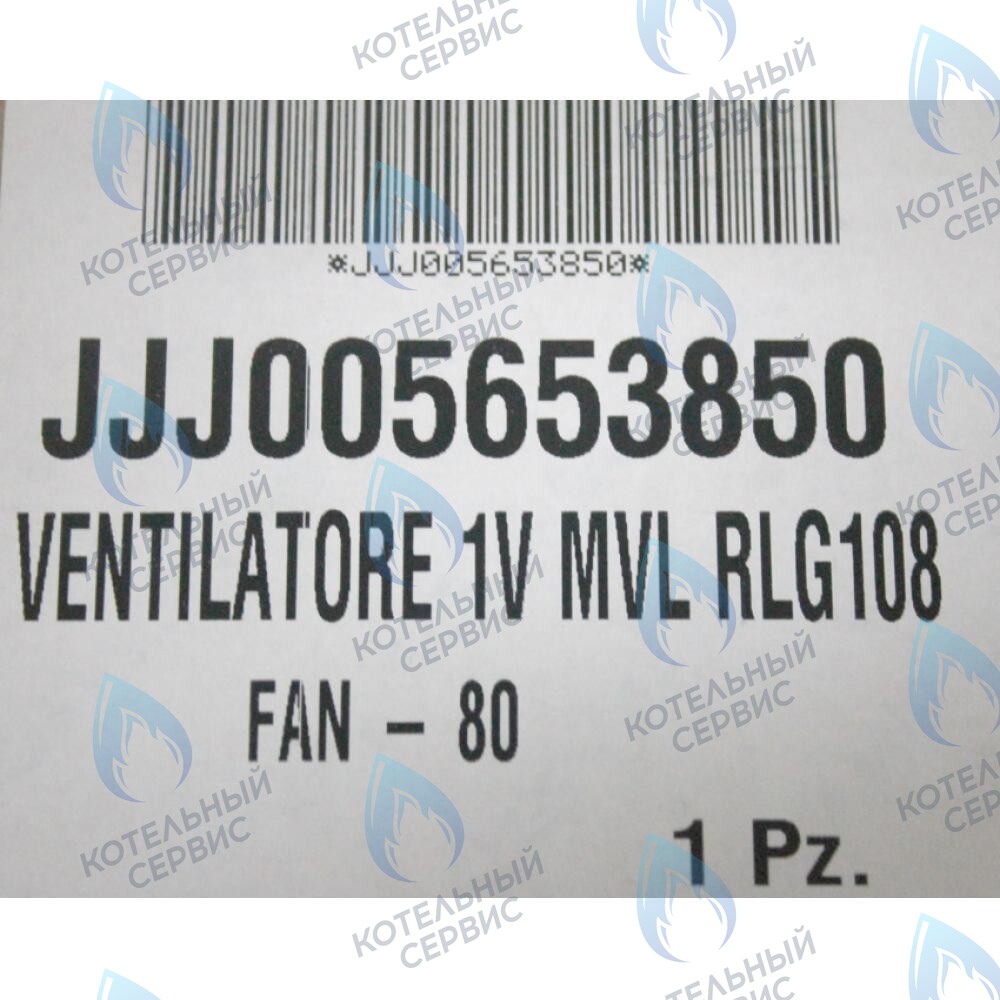 *JJJ005653850*
JJJ005653850
VENTILATORE 1V MVL RLG108
FAN - 80
1 Pz.
КОТЕЛЬНЫЙ
СЕРВИС